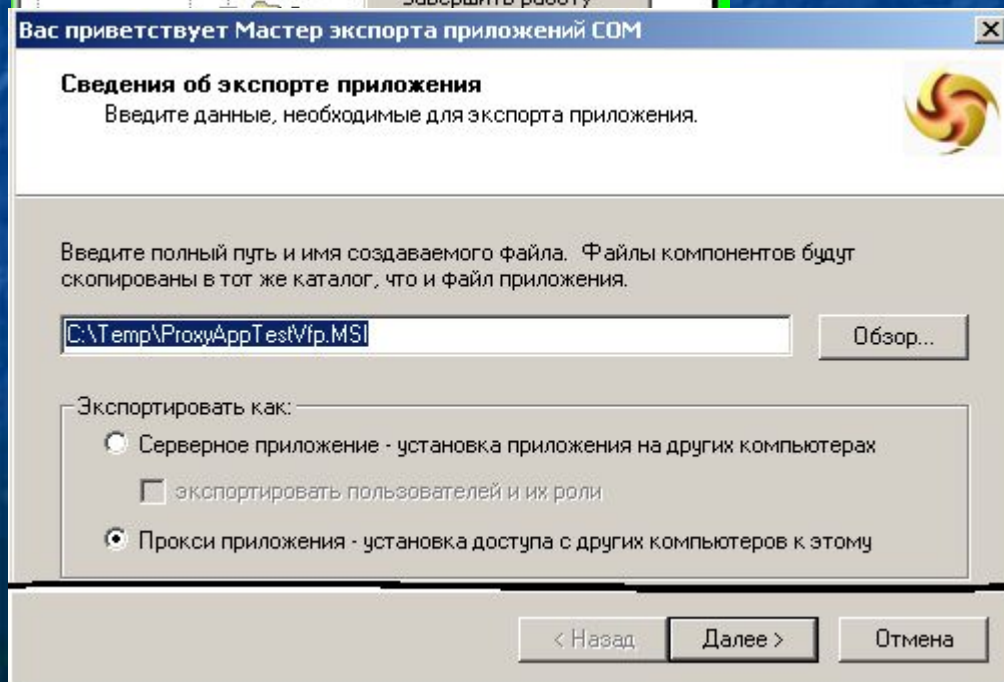 Завершить работу
Вас приветствует Мастер экспорта приложений COM
Сведения об экспорте приложения
Введите данные, необходимые для экспорта приложения.
Введите полный путь и имя создаваемого файла. Файлы компонентов будут
скопированы в тот же каталог, что и файл приложения.
C:\Temp\ProxyAppTestVfp.MSI
Обзор...
Экспортировать как:
Серверное приложение - установка приложения на других компьютерах
экспортировать пользователей и их роли
Прокси приложения - установка доступа с других компьютеров к этому
< Назад
Далее >
Отмена